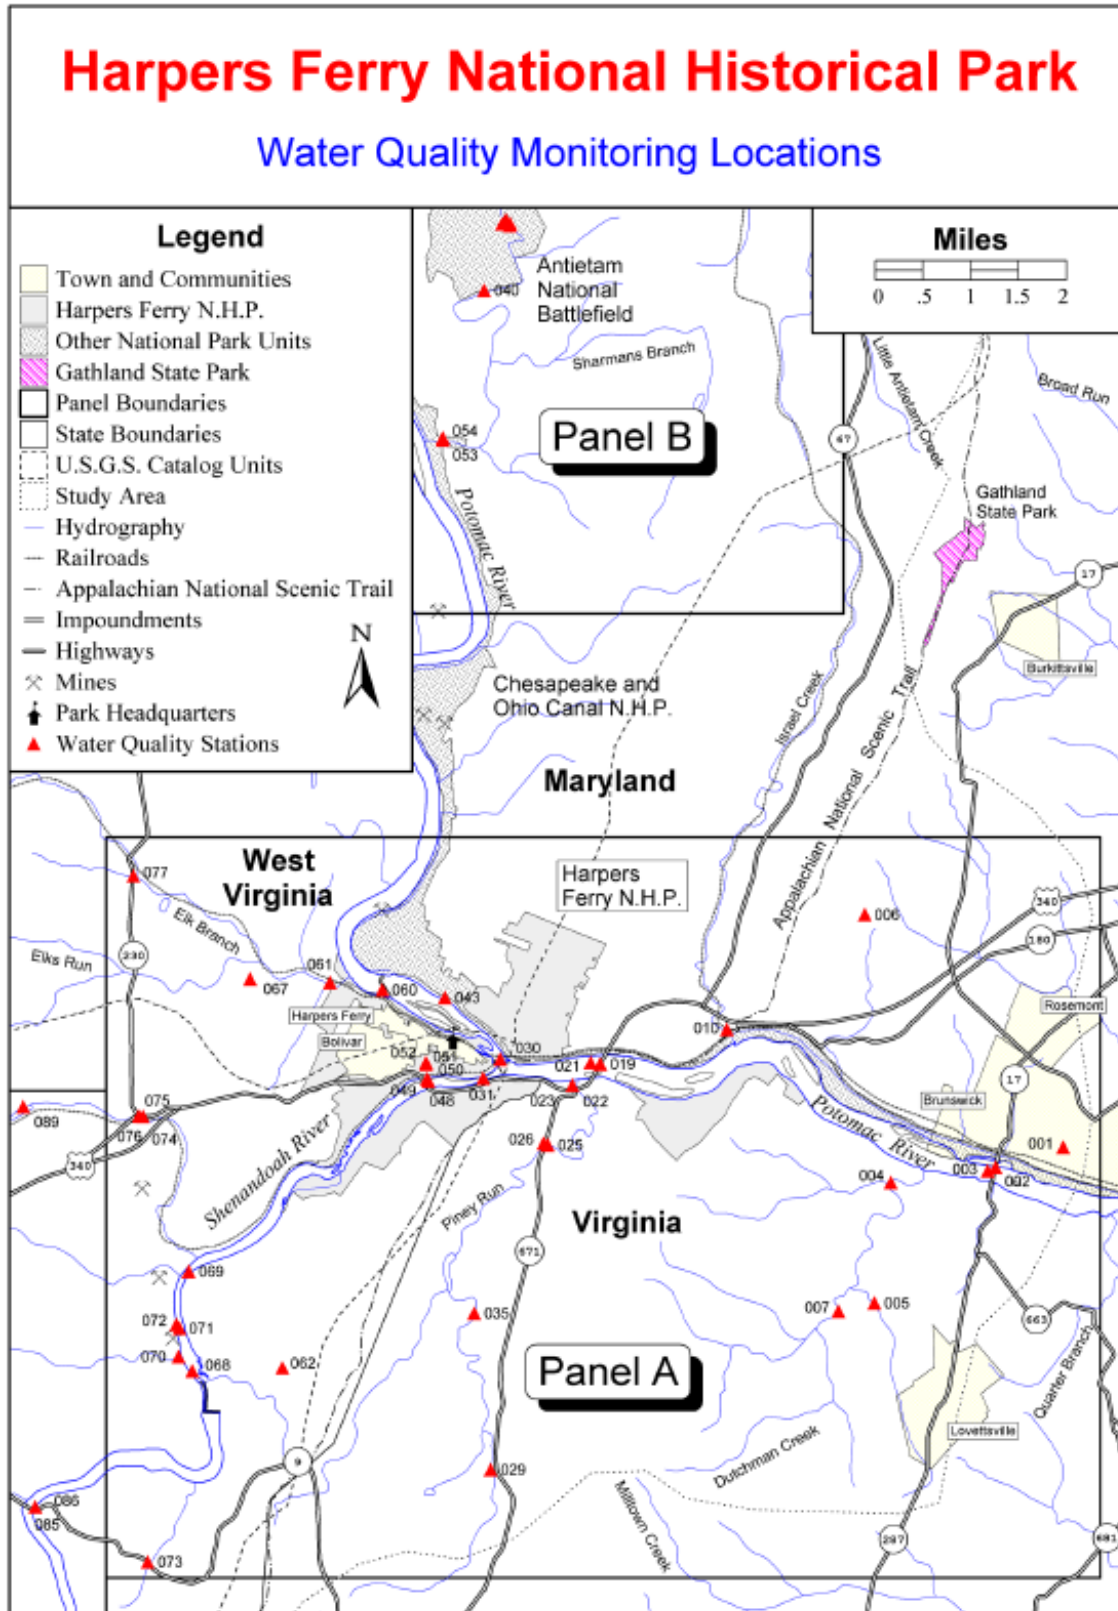 Harpers Ferry National Historical Park
Water Quality Monitoring Locations
Legend
Town and Communities
Harpers Ferry N.H.P.
Other National Park Units
Gathland State Park
Panel Boundaries
State Boundaries
U.S.G.S. Catalog Units
Study Area
Hydrography
Railroads
Appalachian National Scenic Trail
Impoundments
Highways
Mines
Park Headquarters
Water Quality Stations
N
Miles
0 .5 1 1.5 2
Antietam
National
Battlefield
040
Sharmans Branch
054
053
Panel B
Potomac River
67
Little Antietam Creek
Broad Run
Gathland
State Park
17
Burkittsville
Chesapeake and
Ohio Canal N.H.P.
Israel Creek
Appalachian National Scenic Trail
Maryland
West
Virginia
Harpers
Ferry N.H.P.
077
Elk Branch
Elks Run
230
067
061
060
043
Harpers Ferry
Bolivar
052
051
050
049
048
031
030
021
019
023
022
010
006
340
180
Rosemont
17
Brunswick
001
003
002
004
Potomac River
089
075
076
074
340
Shenandoah River
026
025
Piney Run
Virginia
671
069
072
071
070
068
062
035
007
005
663
Quarter Branch
Panel A
Lovettsville
9
029
Dutchman Creek
Milltown Creek
086
085
073
287
681